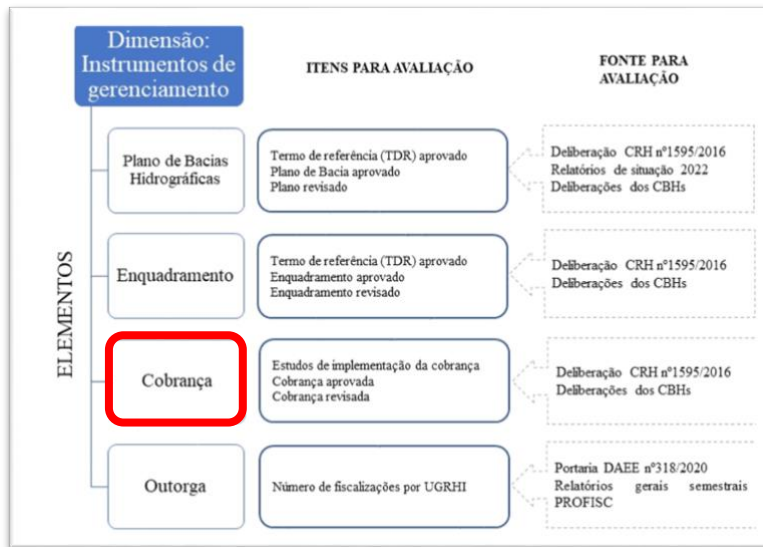 Dimensão:
Instrumentos de
gerenciamento
ITENS PARA AVALIAÇÃO
FONTE PARA
AVALIAÇÃO
ELEMENTOS
Plano de Bacias
Hidrográficas
Termo de referência (TDR) aprovado
Plano de Bacia aprovado
Plano revisado
Deliberação CRH nº1595/2016
Relatórios de situação 2022
Deliberações dos CBHs
Enquadramento
Termo de referência (TDR) aprovado
Enquadramento aprovado
Enquadramento revisado
Deliberação CRH nº1595/2016
Deliberações dos CBHs
Cobrança
Estudos de implementação da cobrança
Cobrança aprovada
Cobrança revisada
Deliberação CRH nº1595/2016
Deliberações dos CBHs
Outorga
Número de fiscalizações por UGRHI
Portaria DAEE nº318/2020
Relatórios gerais semestrais
PROFISC